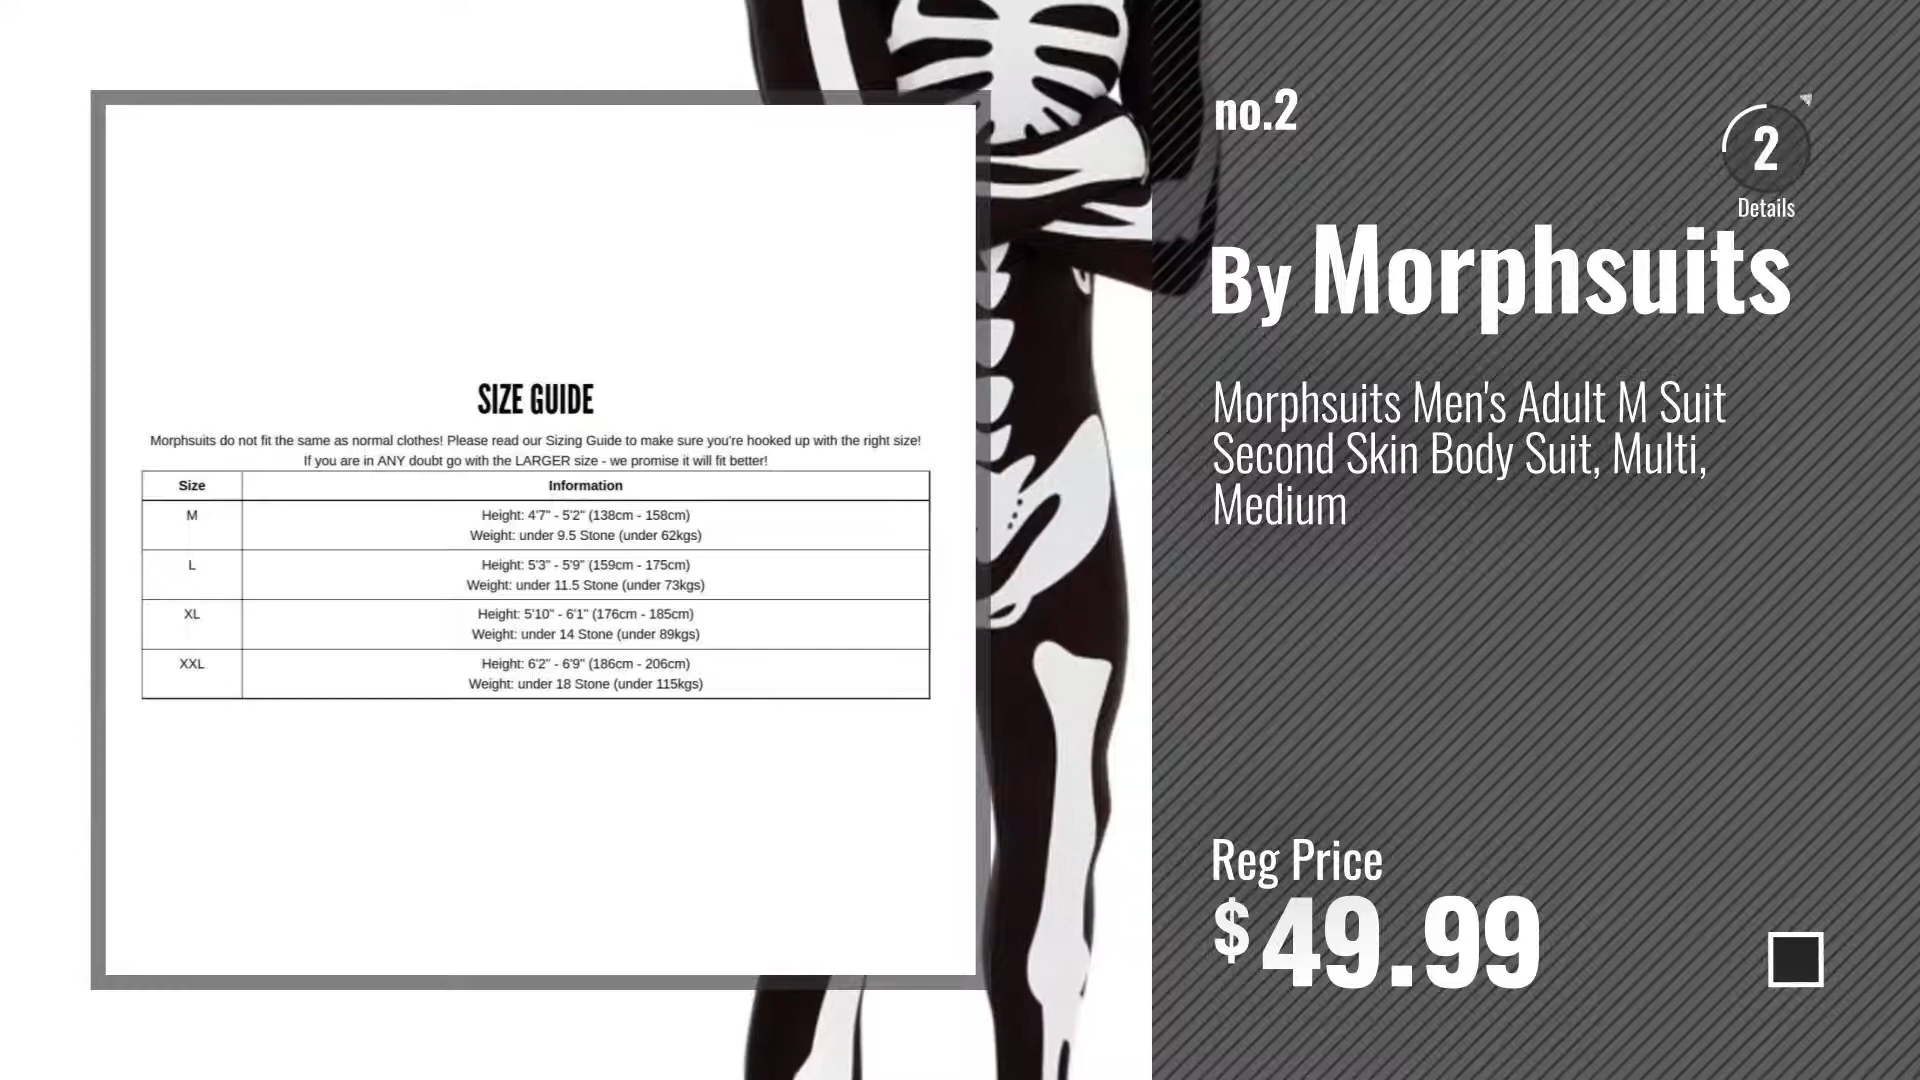 SIZE GUIDE
Morphsuits do not fit the same as normal clothes! Please read our Sizing Guide to make sure you're hooked up with the right size!
If you are in ANY doubt go with the LARGER size - we promise it will fit better!
Size Information
M Height: 4'7" - 5'2" (138cm - 158cm)
Weight: under 9.5 Stone (under 62kgs)
L Height: 5'3" - 5'9" (159cm - 175cm)
Weight: under 11.5 Stone (under 73kgs)
XL Height: 5'10" - 6'1" (176cm - 185cm)
Weight: under 14 Stone (under 89kgs)
XXL Height: 6'2" - 6'9" (186cm - 206cm)
Weight: under 18 Stone (under 115kgs)
no.2
2
Details
By Morphsuits
Morphsuits Men's Adult M Suit
Second Skin Body Suit, Multi,
Medium
Reg Price
$49.99